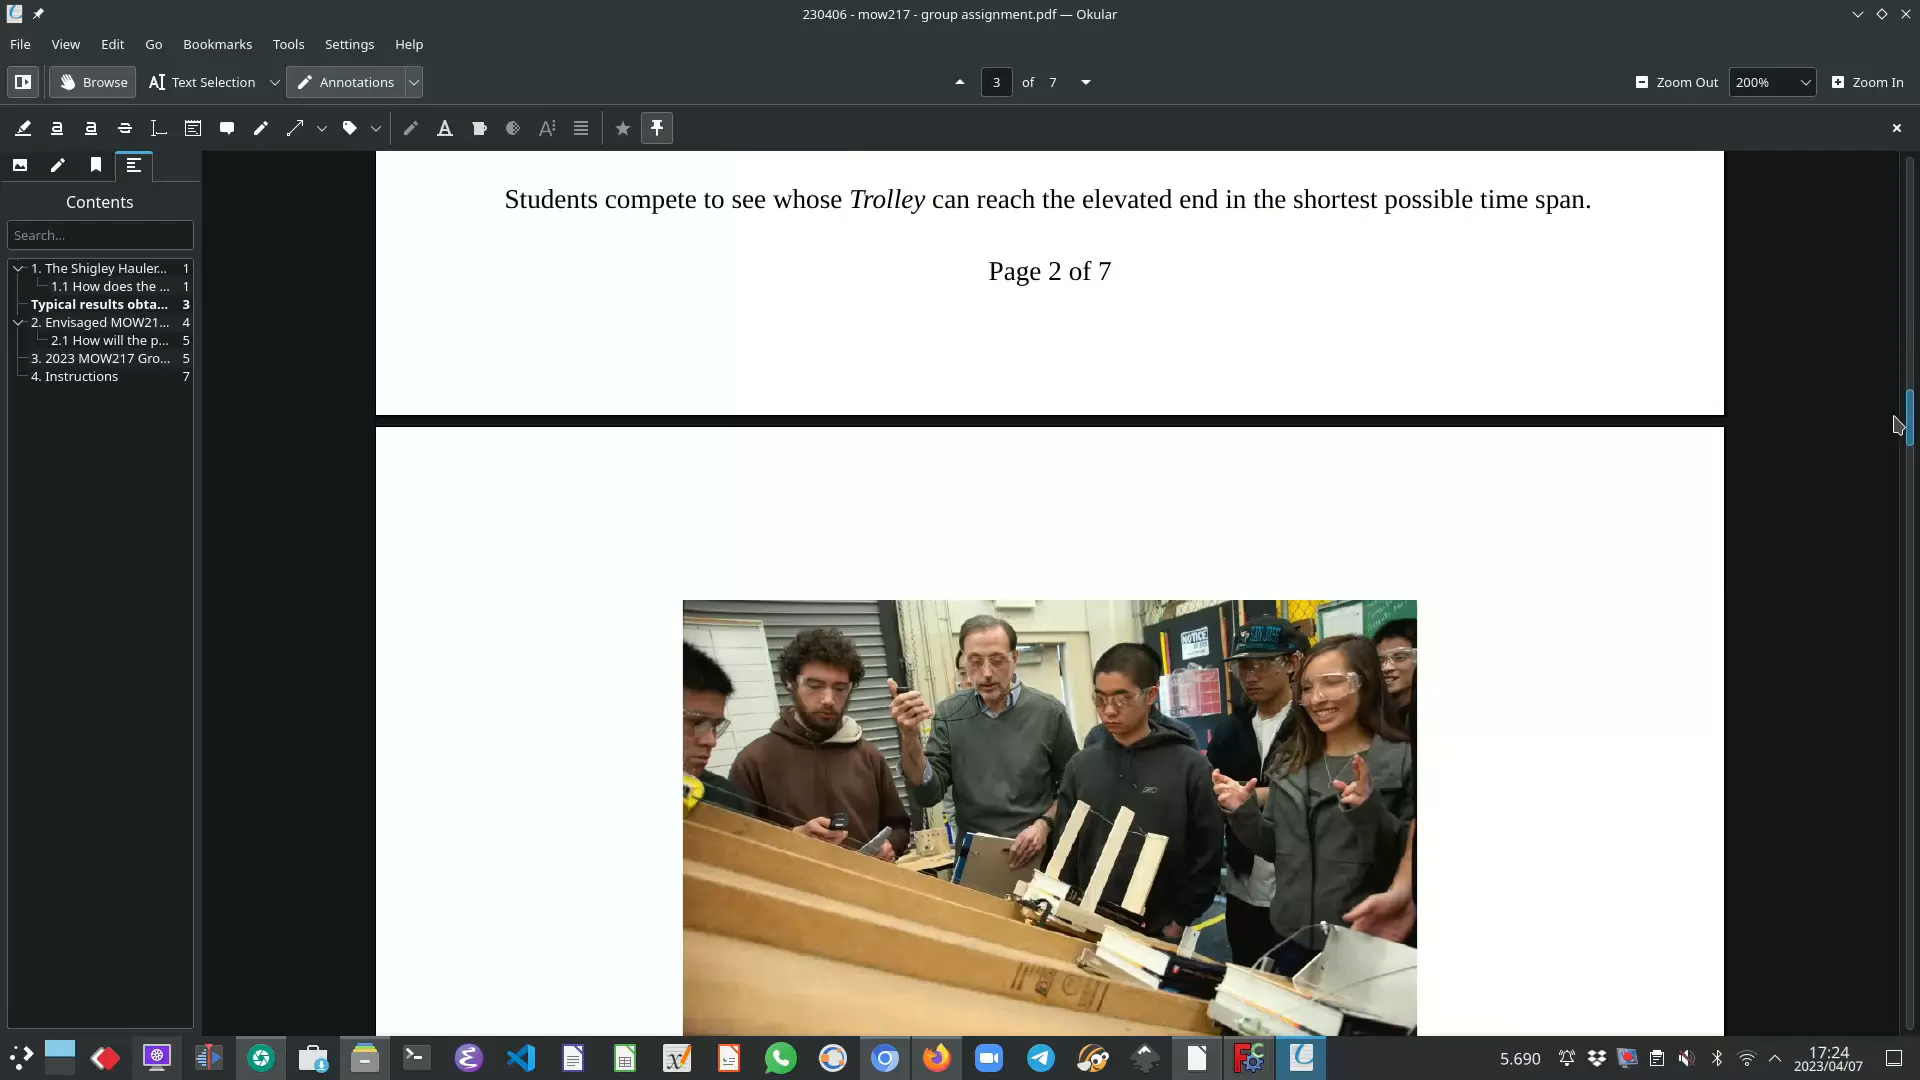 230406 - mow217 - group assignment.pdf — Okular
File View Edit Go Bookmarks Tools Settings Help
Browse Text Selection Annotations 3 of 7 Zoom Out 200% Zoom In
Contents
Search...
1. The Shigley Hauler... 1
1.1 How does the ... 1
Typical results obta... 3
2. Envisaged MOW21... 4
2.1 How will the p... 5
3. 2023 MOW217 Gro... 5
4. Instructions 7
Students compete to see whose Trolley can reach the elevated end in the shortest possible time span.
Page 2 of 7
NOTICE
SAN JOSE
5.690
17:24
2023/04/07